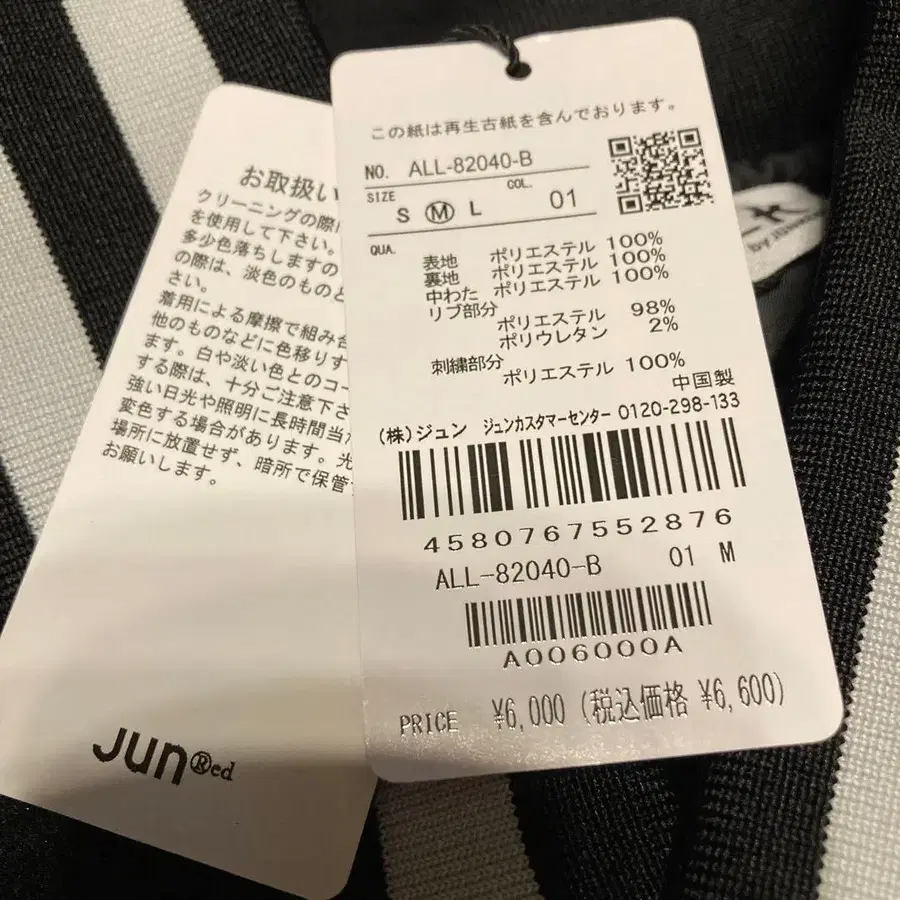 この紙は再生古紙を含んでおります。
NO. ALL-82040-B
SIZE S M L COL. 01
QUA.
表地 ポリエステル 100%
裏地 ポリエステル 100%
中わた ポリエステル 100%
リブ部分
ポリエステル 98%
ポリウレタン 2%
刺繍部分
ポリエステル 100%
中国製
(株)ジュン ジュンカスタマーセンター 0120-298-133
4580767552876
ALL-82040-B 01 M
A006000A
PRICE ¥6,000 (税込価格 ¥6,600)
お取扱い
クリーニングの際
を使用して下さい。
多少色落ちしますの
の際は、淡色のものと
さい。
着用による摩擦で組み合
他のものなどに色移りす
ます。白や淡い色とのコー
する際は、十分ご注意下さ
強い日光や照明に長時間当
変色する場合があります。光
場所に放置せず、暗所で保管
お願いします。
Jun®ed